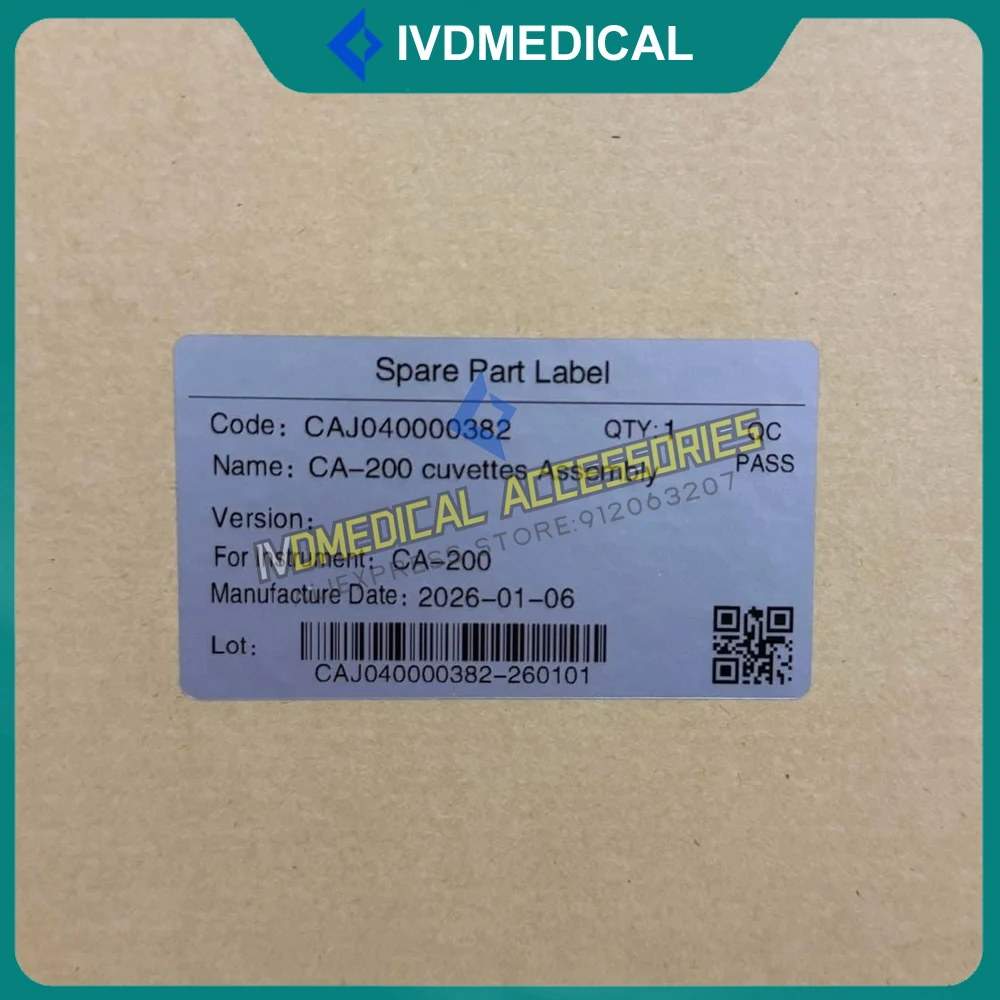 IVDMEDICAL
Spare Part Label
Code: CAJ040000382 QTY: 1 QC
Name: CA-200 cuvettes Assembly PASS
Version:
For Instrument: CA-200
Manufacture Date: 2026-01-06
Lot:
CAJ040000382-260101
IVDMEDICAL ACCESSORIES
ALIEXPRESS STORE:912063207